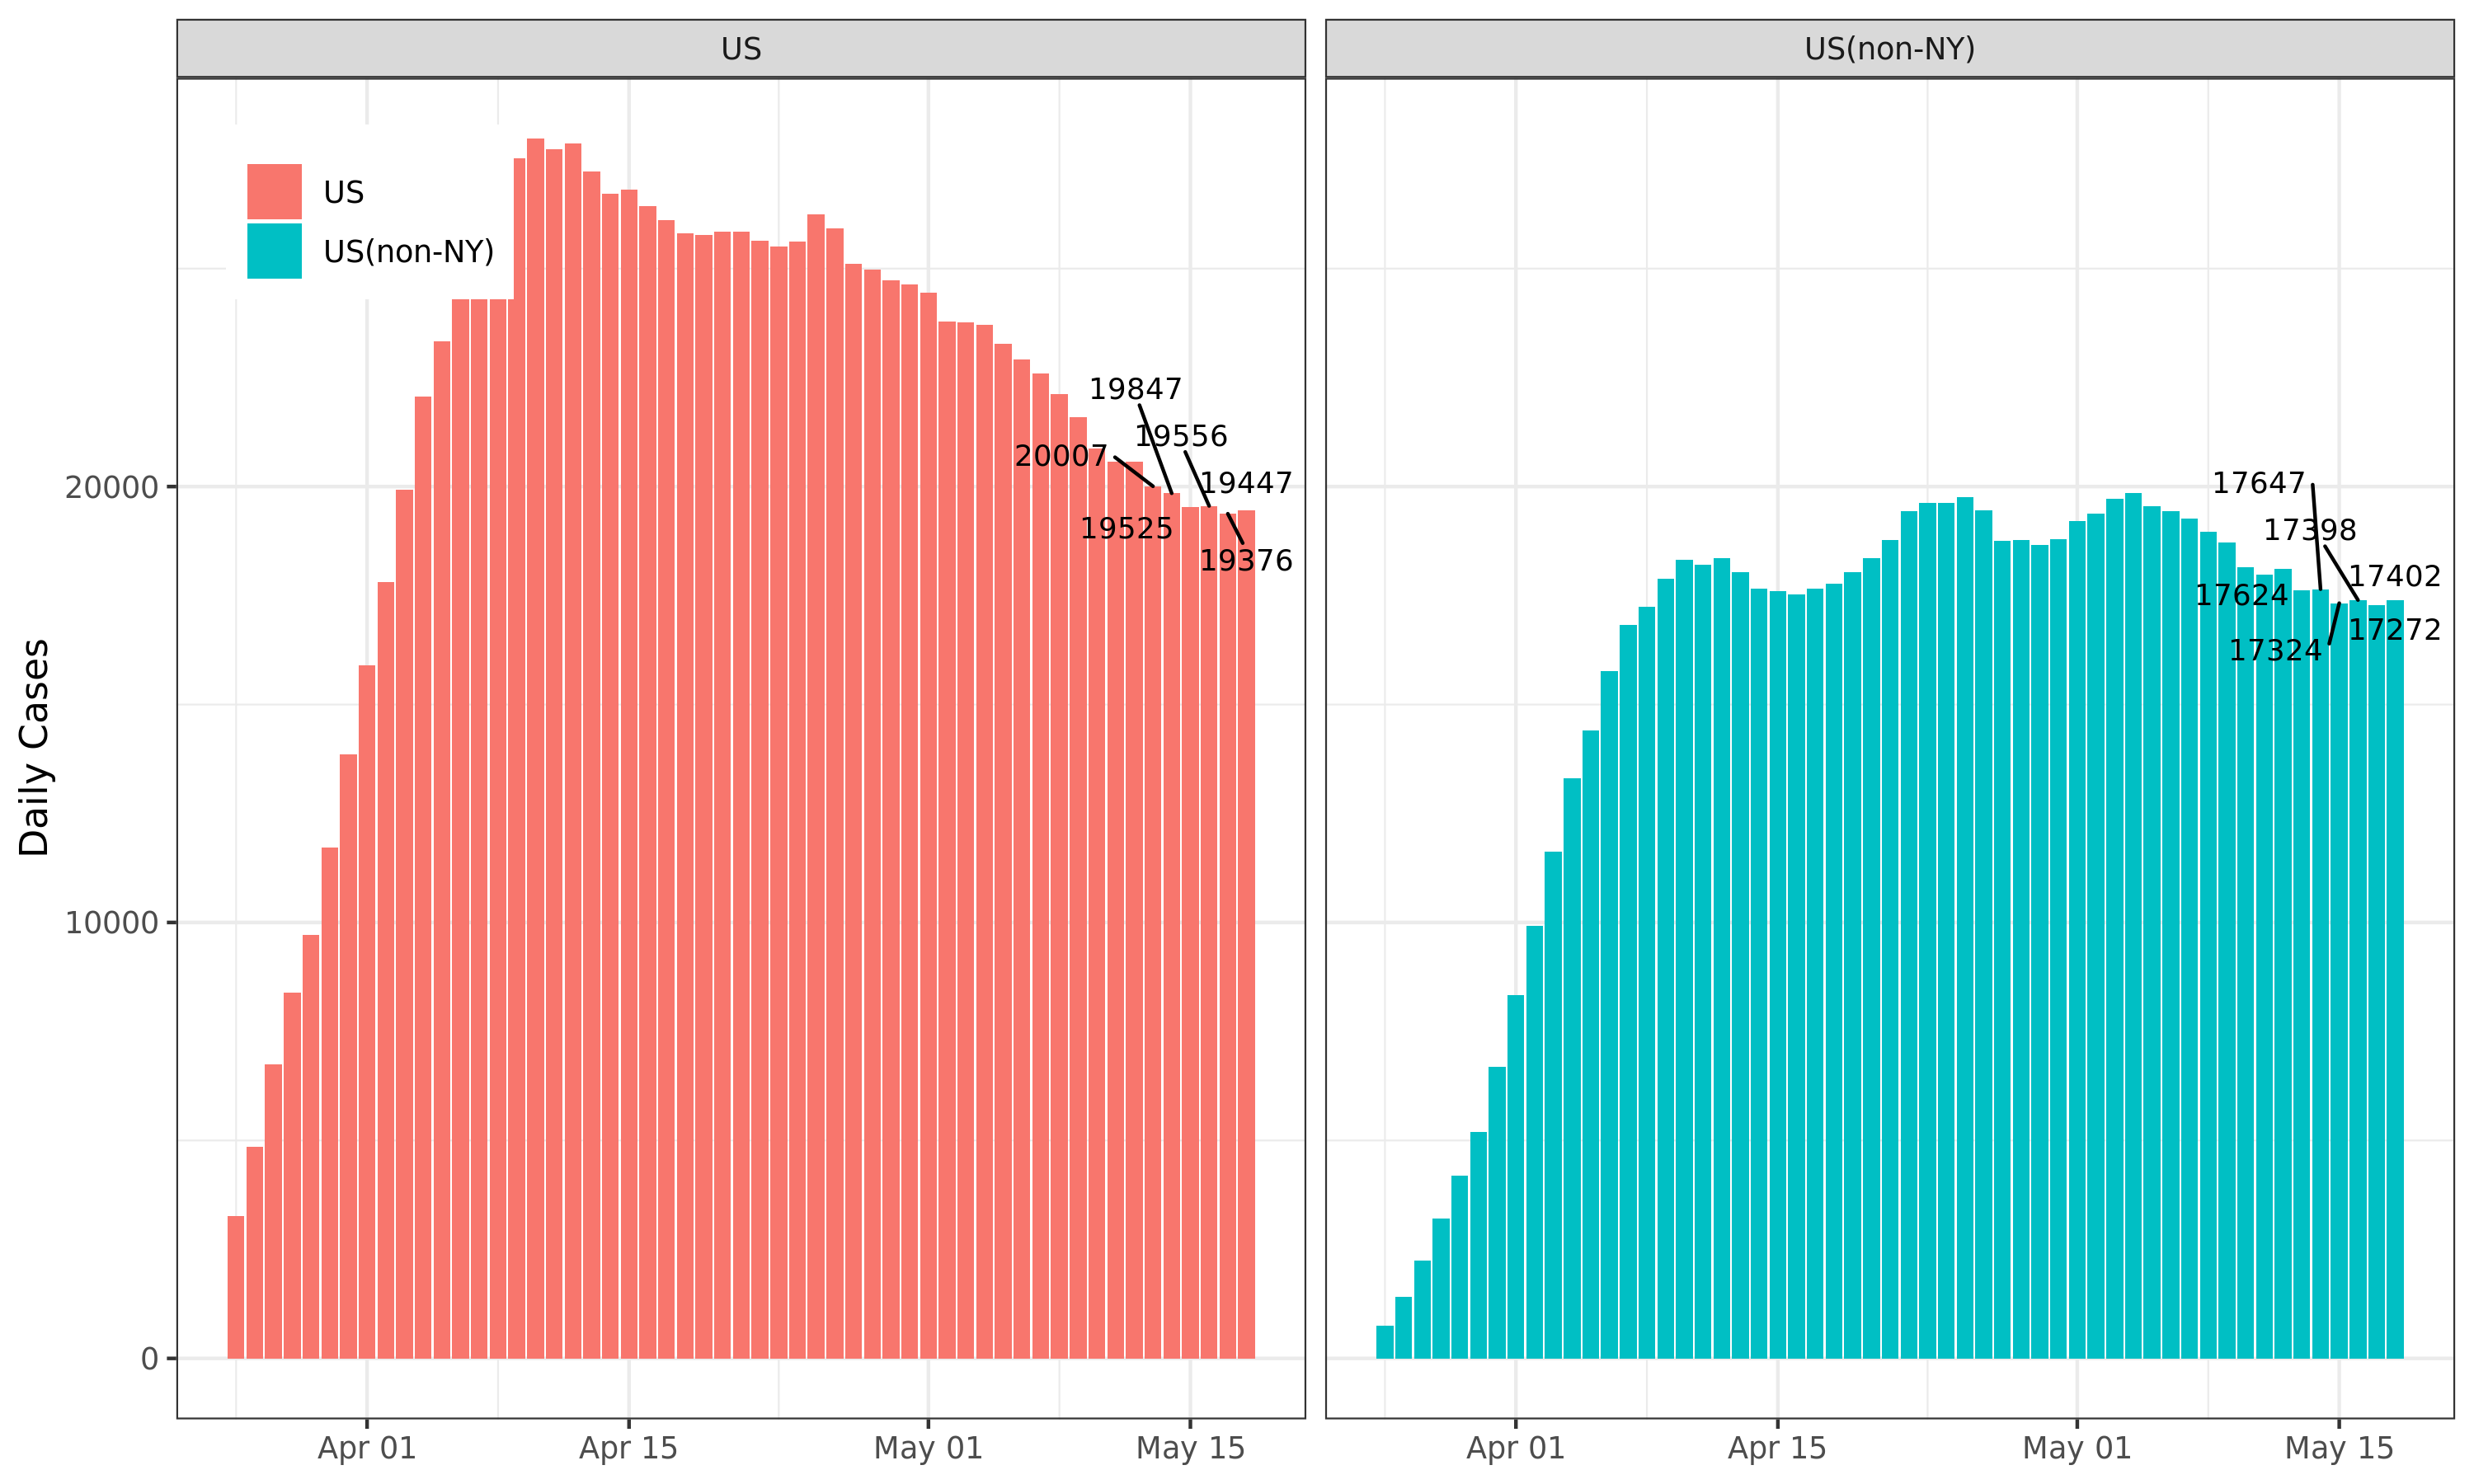 US
US(non-NY)
US
US(non-NY)
Daily Cases
20000
10000
0
19847
19556
20007
19447
19525
19376
17647
17398
17402
17624
17272
17324
Apr 01
Apr 15
May 01
May 15
Apr 01
Apr 15
May 01
May 15